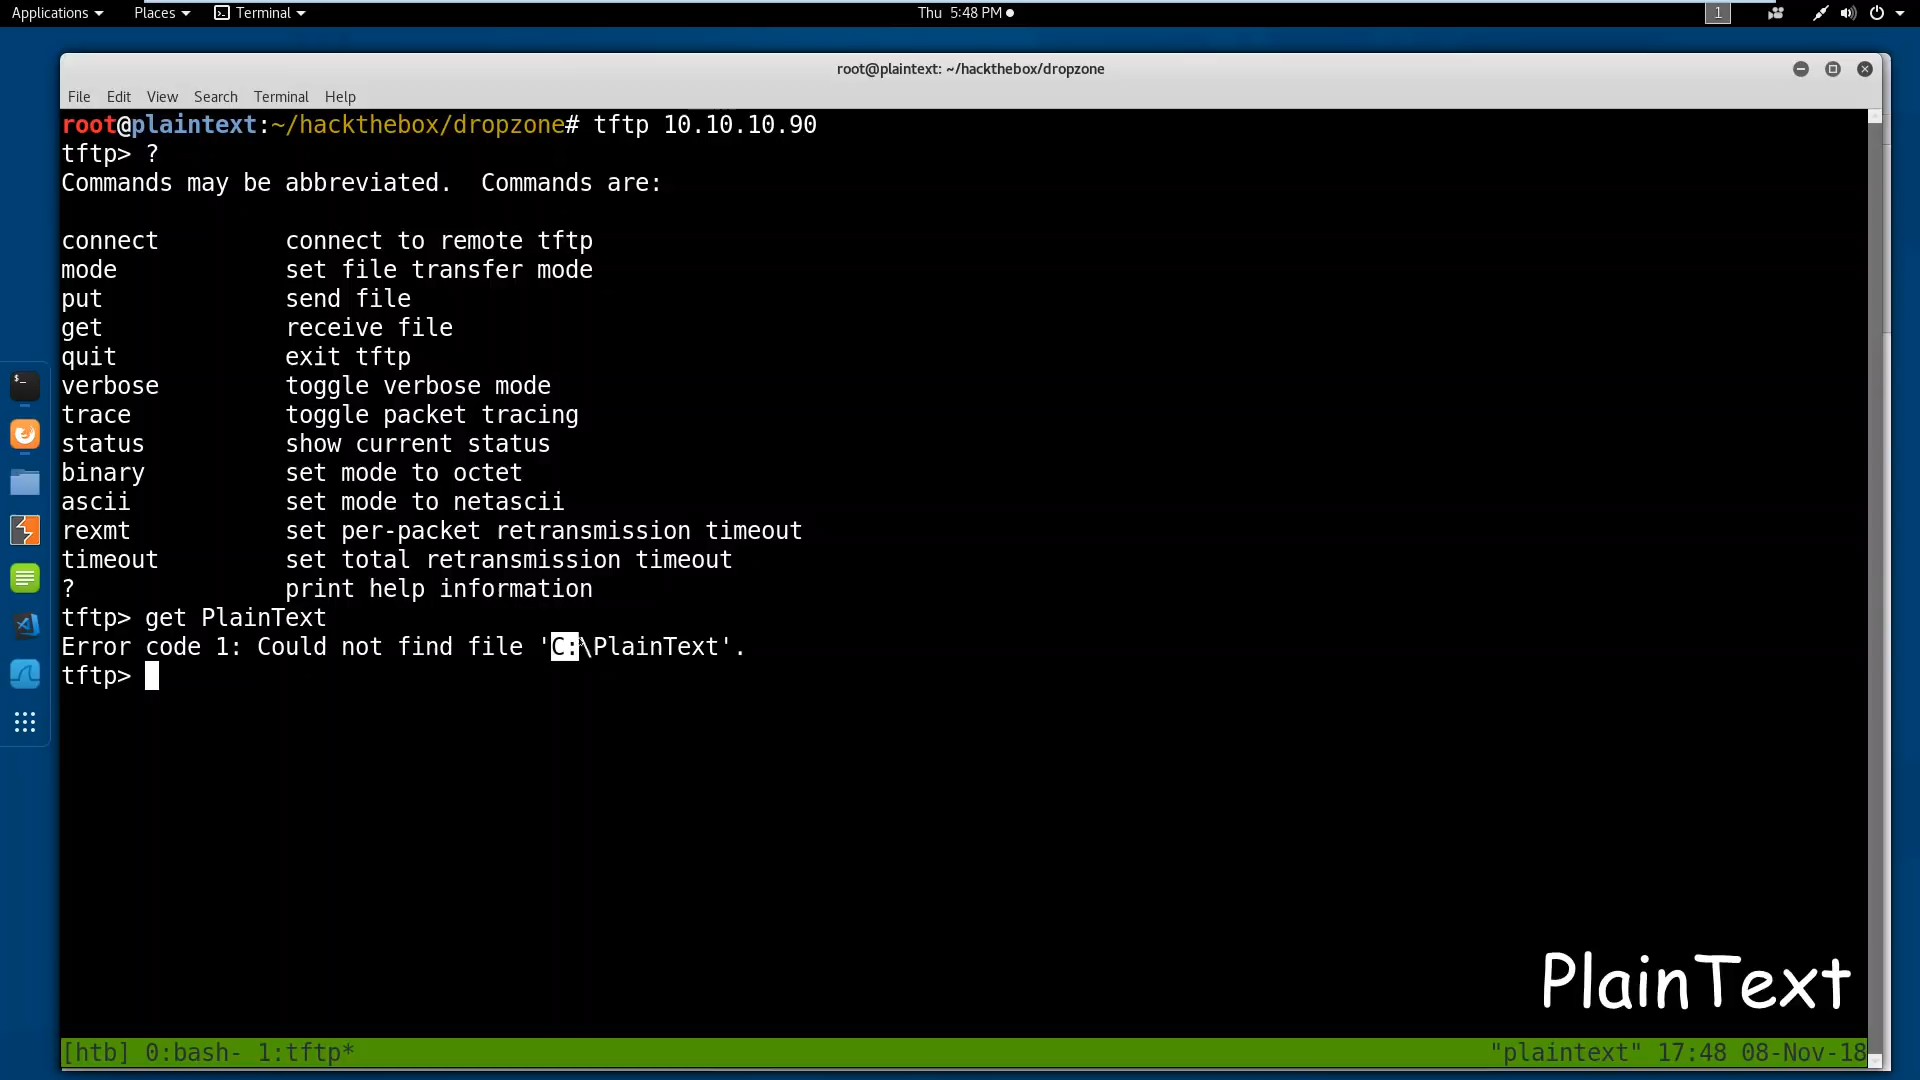 Applications Places Terminal Thu 5:48 PM 1
root@plaintext: ~/hackthebox/dropzone
File Edit View Search Terminal Help
root@plaintext:~/hackthebox/dropzone# tftp 10.10.10.90
tftp> ?
Commands may be abbreviated.  Commands are:
connect         connect to remote tftp
mode            set file transfer mode
put             send file
get             receive file
quit            exit tftp
verbose         toggle verbose mode
trace           toggle packet tracing
status          show current status
binary          set mode to octet
ascii           set mode to netascii
rexmt           set per-packet retransmission timeout
timeout         set total retransmission timeout
?               print help information
tftp> get PlainText
Error code 1: Could not find file 'C:\PlainText'.
tftp>
PlainText
[htb] 0:bash- 1:tftp* "plaintext" 17:48 08-Nov-18